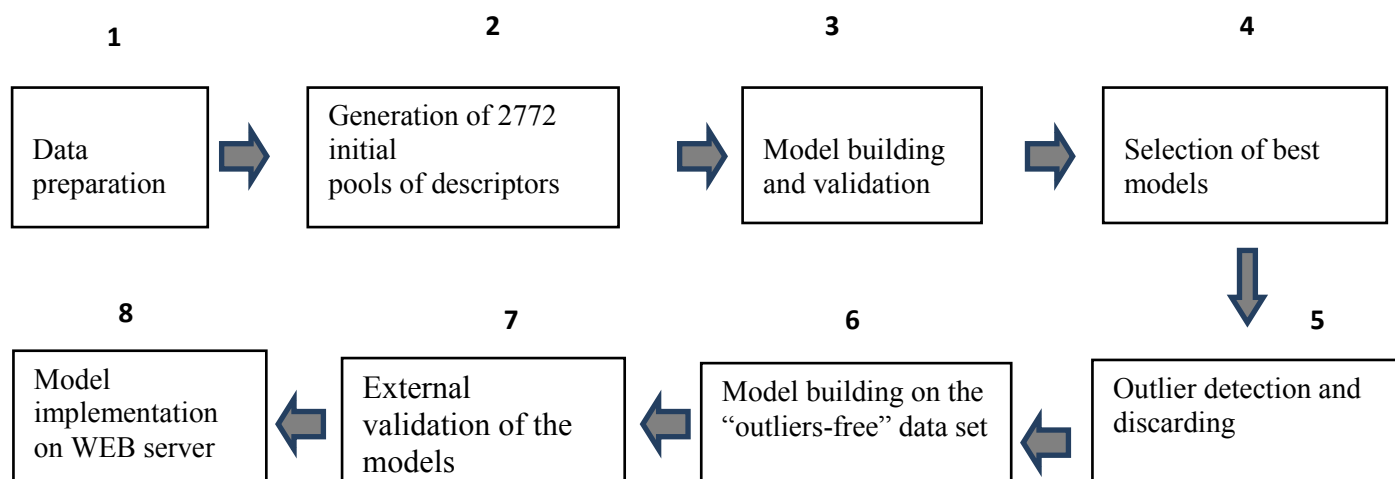 1
Data
preparation
2
Generation of 2772
initial
pools of descriptors
3
Model building
and validation
4
Selection of best
models
5
Outlier detection and
discarding
6
Model building on the
“outliers-free” data set
7
External
validation of the
models
8
Model
implementation
on WEB server